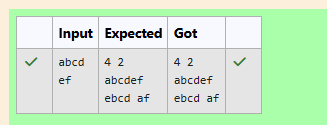 Input Expected Got
abcd 4 2 4 2
ef abcdef abcdef
ebcd af ebcd af